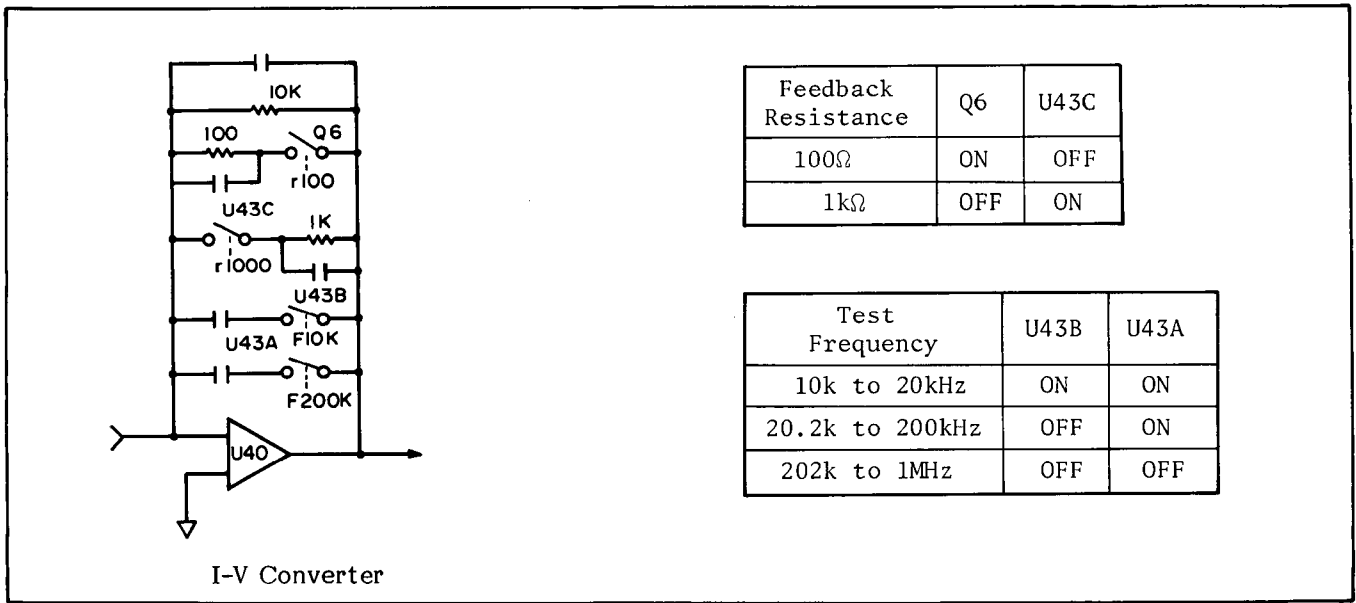 10K
100 Q6
r100
U43C
1K
r1000
U43B
U43A F10K
F200K
U40
I-V Converter
Feedback Resistance Q6 U43C
100Ω ON OFF
1kΩ OFF ON
Test Frequency U43B U43A
10k to 20kHz ON ON
20.2k to 200kHz OFF ON
202k to 1MHz OFF OFF